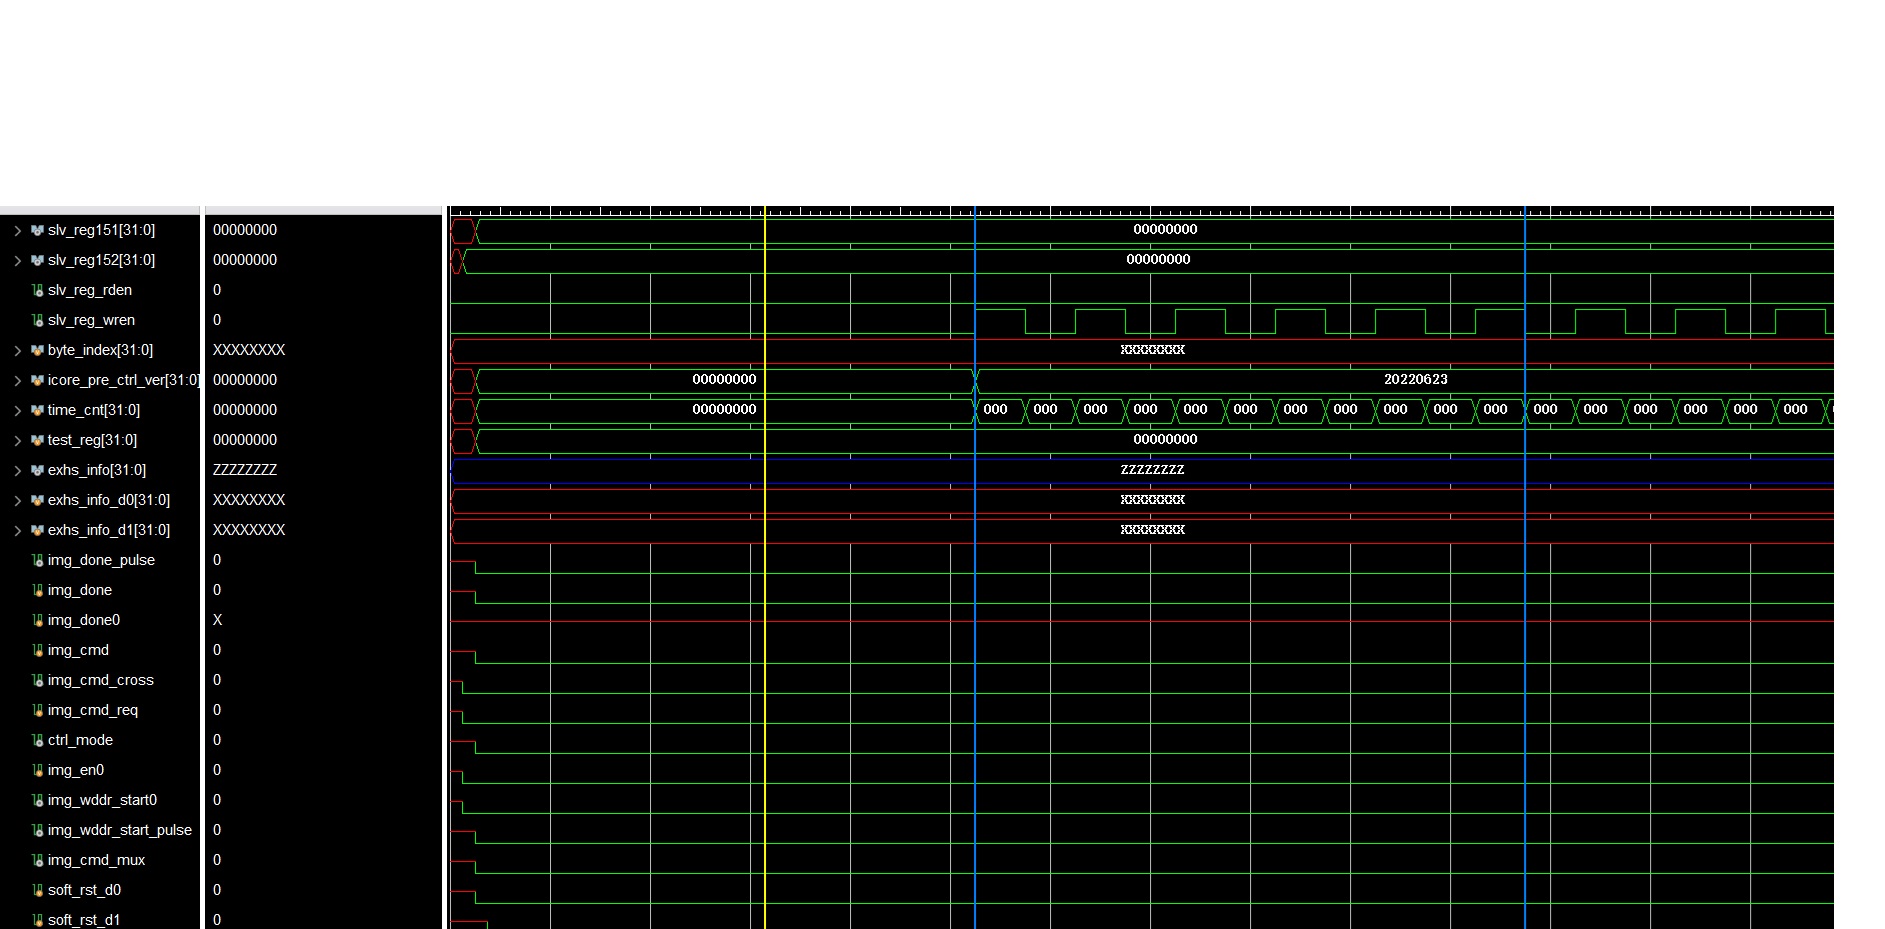 slv_reg151[31:0] 00000000 00000000
slv_reg152[31:0] 00000000 00000000
slv_reg_rden 0
slv_reg_wren 0
byte_index[31:0] XXXXXXXX XXXXXXXX
icore_pre_ctrl_ver[31:0] 00000000 00000000 20220623
time_cnt[31:0] 00000000 00000000 000 000 000 000 000 000 000 000 000 000 000 000 000 000 000 000 000
test_reg[31:0] 00000000 00000000
exhs_info[31:0] ZZZZZZZZ ZZZZZZZZ
exhs_info_d0[31:0] XXXXXXXX XXXXXXXX
exhs_info_d1[31:0] XXXXXXXX XXXXXXXX
img_done_pulse 0
img_done 0
img_done0 X
img_cmd 0
img_cmd_cross 0
img_cmd_req 0
ctrl_mode 0
img_en0 0
img_wddr_start0 0
img_wddr_start_pulse 0
img_cmd_mux 0
soft_rst_d0 0
soft_rst_d1 0